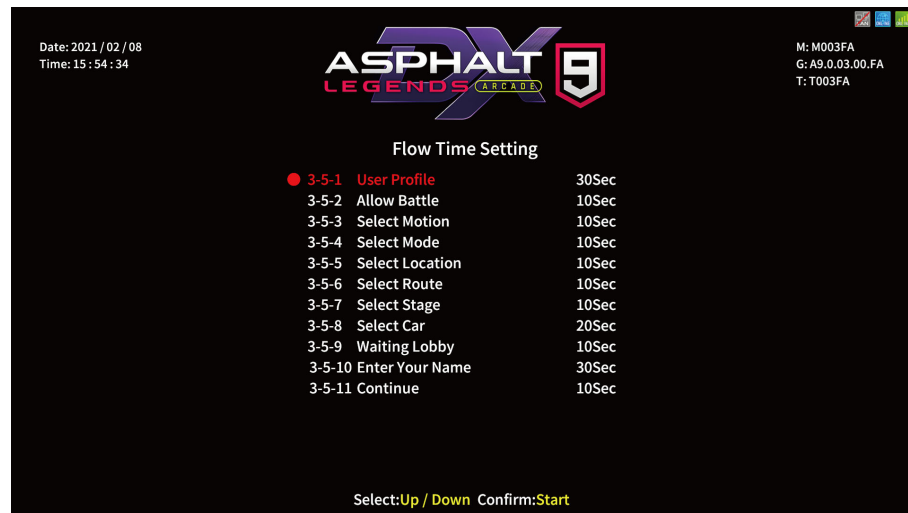 Date: 2021 / 02 / 08
Time: 15 : 54 : 34
M: M003FA
G: A9.0.03.00.FA
T: T003FA
DX
ASPHALT 9
LEGENDS ARCADE
Flow Time Setting
3-5-1 User Profile 30Sec
3-5-2 Allow Battle 10Sec
3-5-3 Select Motion 10Sec
3-5-4 Select Mode 10Sec
3-5-5 Select Location 10Sec
3-5-6 Select Route 10Sec
3-5-7 Select Stage 10Sec
3-5-8 Select Car 20Sec
3-5-9 Waiting Lobby 10Sec
3-5-10 Enter Your Name 30Sec
3-5-11 Continue 10Sec
Select:Up / Down Confirm:Start